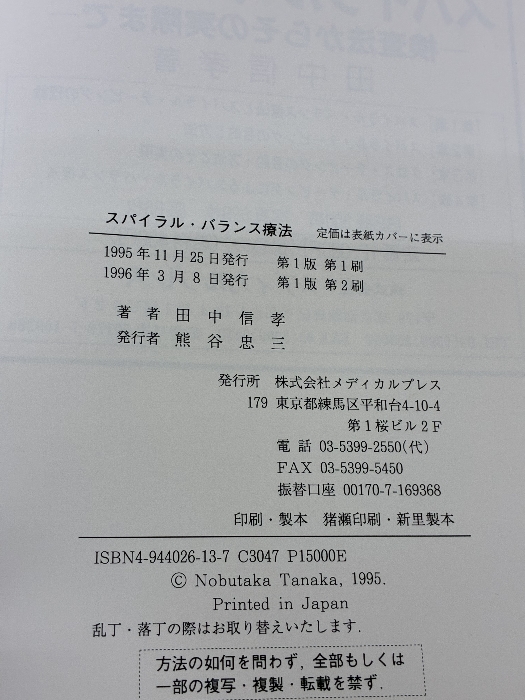 スパイラル・バランス療法 定価は表紙カバーに表示
1995年11月25日発行 第1版 第1刷
1996年 3月 8日発行 第1版 第2刷
著者 田中信孝
発行者 熊谷忠三
発行所 株式会社メディカルプレス
179 東京都練馬区平和台4-10-4
第1桜ビル2F
電話 03-5399-2550(代)
FAX 03-5399-5450
振替口座 00170-7-169368
印刷・製本 猪瀬印刷・新里製本
ISBN4-944026-13-7 C3047 P15000E
© Nobutaka Tanaka, 1995.
Printed in Japan
乱丁・落丁の際はお取り替えいたします.
方法の如何を問わず, 全部もしくは
一部の複写・複製・転載を禁ず.